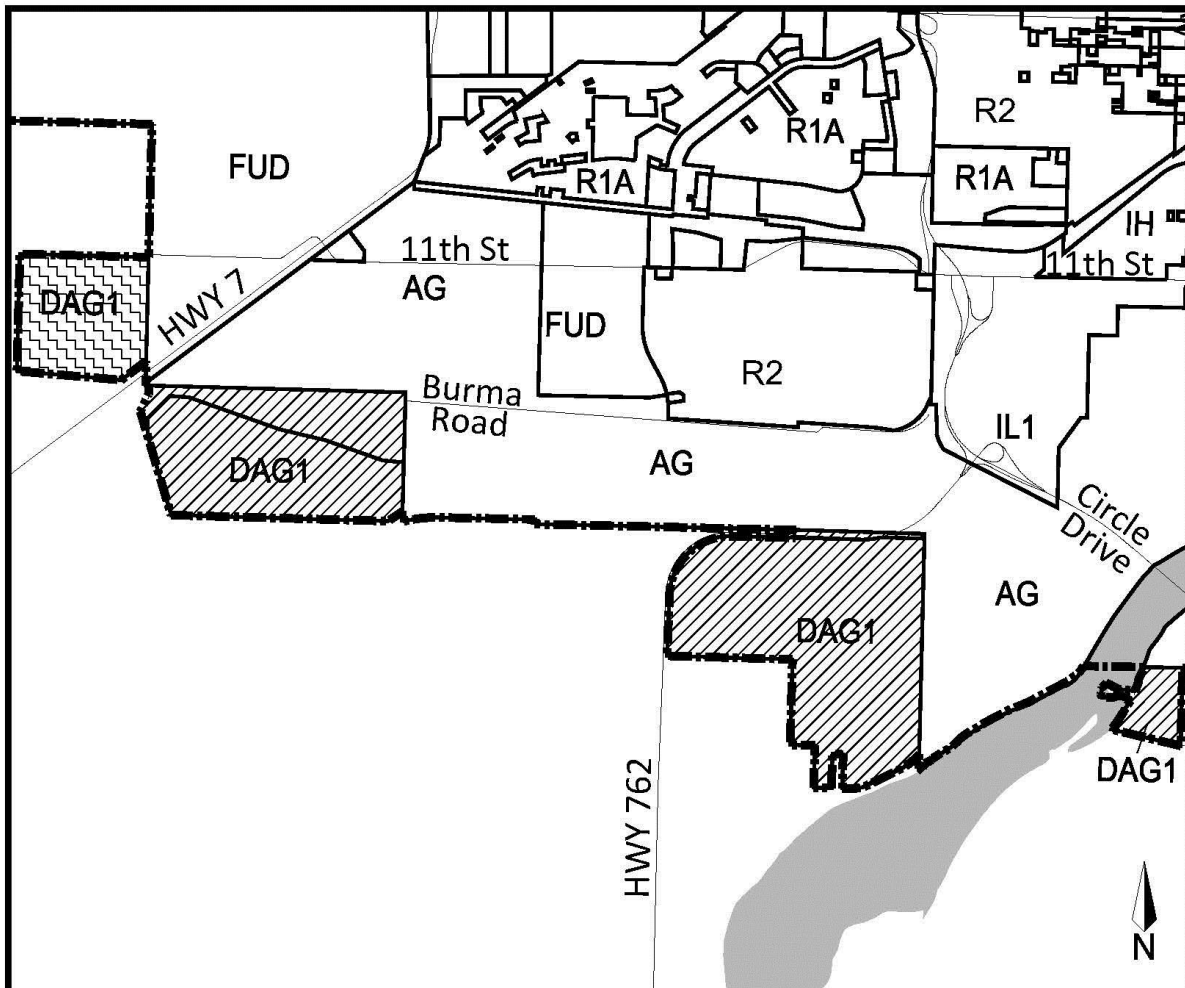 R2
R1A
FUD
R1A
R1A
IH
11th St
11th St
DAG1
HWY 7
AG
FUD
R2
Burma
Road
IL1
DAG1
AG
Circle
Drive
AG
DAG1
DAG1
HWY 762
N